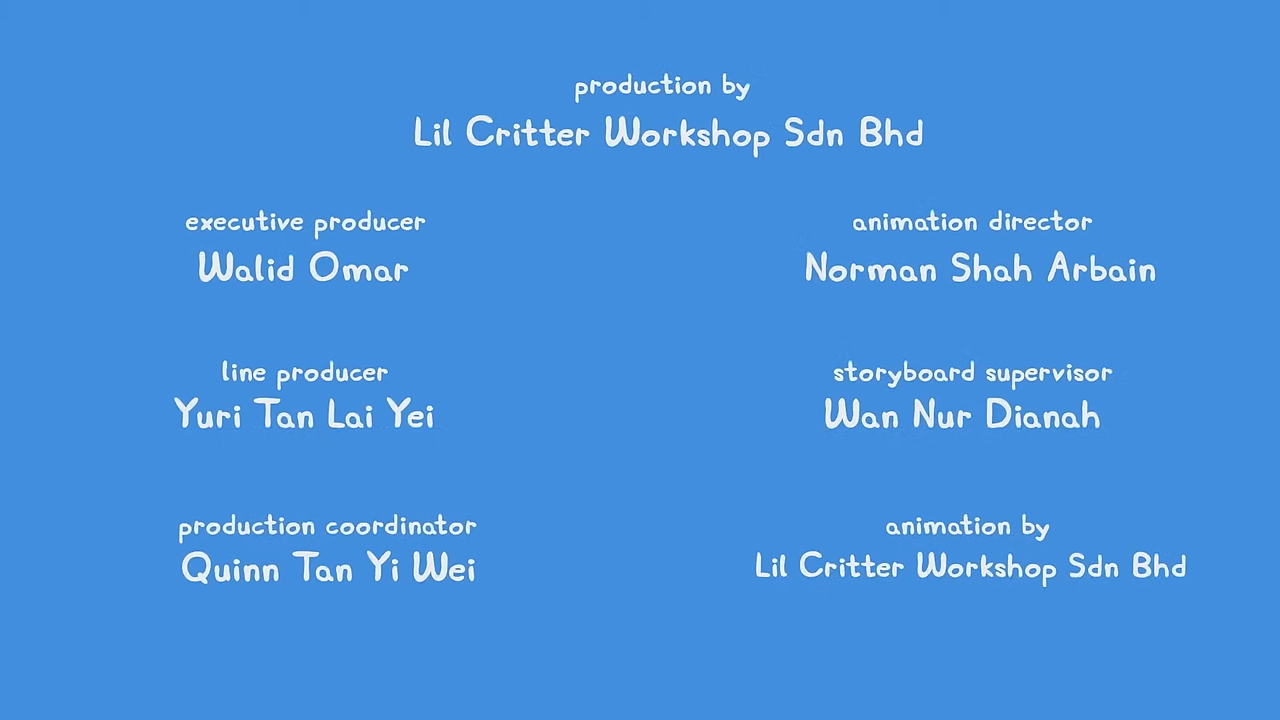 production by
Lil Critter Workshop Sdn Bhd
executive producer
Walid Omar
animation director
Norman Shah Arbain
line producer
Yuri Tan Lai Yei
storyboard supervisor
Wan Nur Dianah
production coordinator
Quinn Tan Yi Wei
animation by
Lil Critter Workshop Sdn Bhd